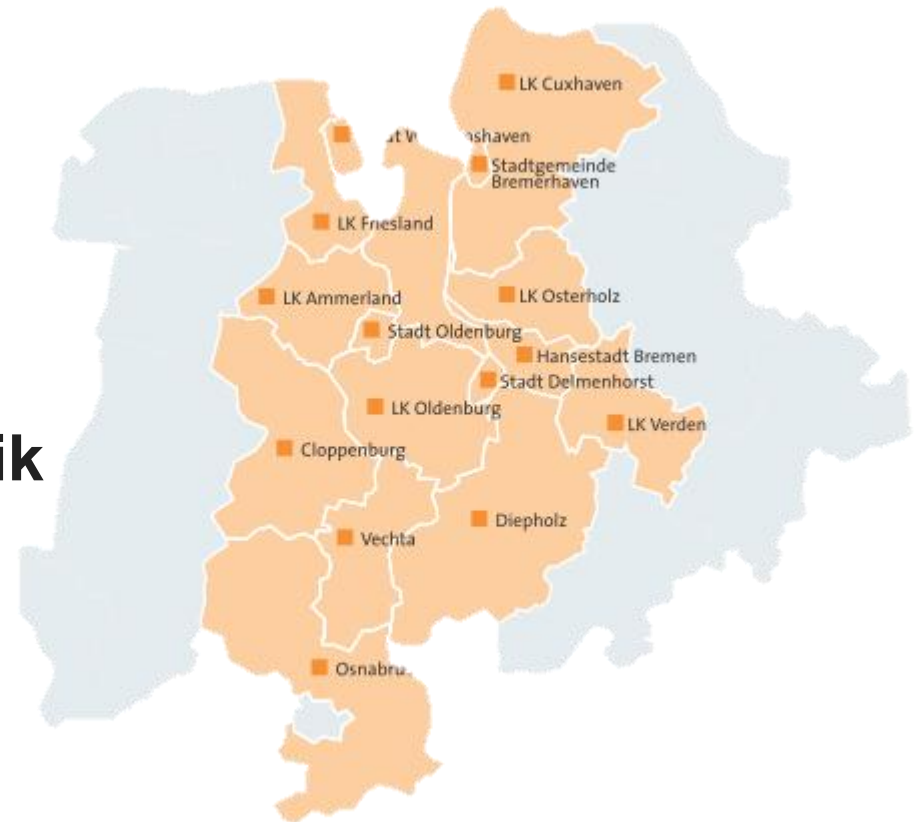 LK Cuxhaven
Stadtgemeinde
Bremerhaven
LK Friesland
LK Ammerland
LK Osterholz
Stadt Oldenburg
Hansestadt Bremen
Stadt Delmenhorst
LK Oldenburg
LK Verden
ik
Cloppenburg
Diepholz
Vechta